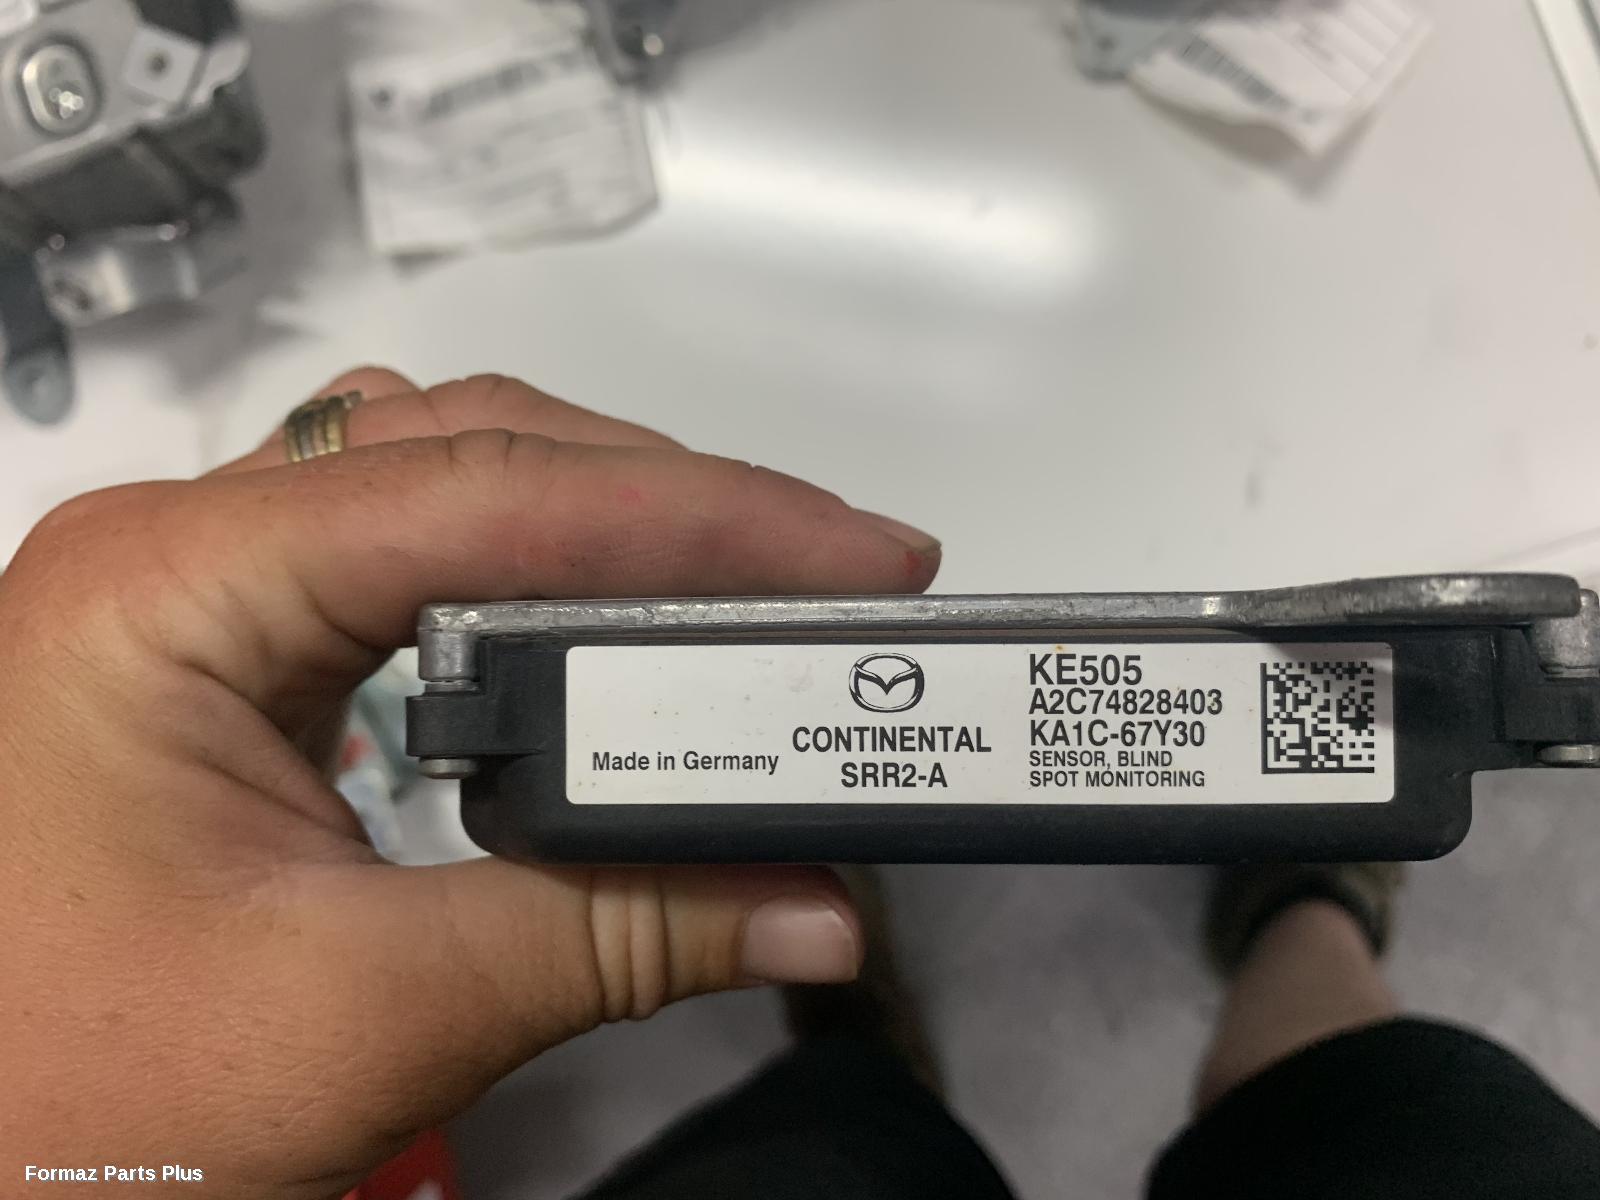 Made in Germany
CONTINENTAL
SRR2-A
KE505
A2C74828403
KA1C-67Y30
SENSOR, BLIND
SPOT MONITORING
Formaz Parts Plus